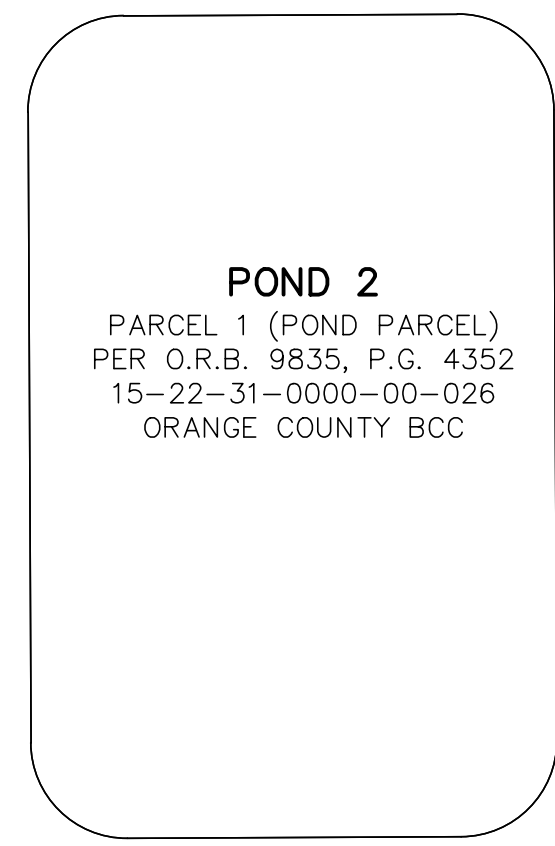 POND 2
PARCEL 1 (POND PARCEL)
PER O.R.B. 9835, P.G. 4352
15-22-31-0000-00-026
ORANGE COUNTY BCC